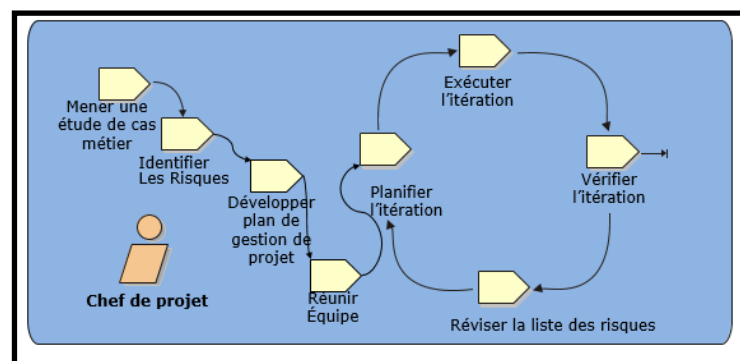 Mener une
étude de cas
métier
Identifier
Les Risques
Développer
plan de
gestion de
projet
Réunir
Équipe
Planifier
l'itération
Exécuter
l'itération
Vérifier
l'itération
Réviser la liste des risques
Chef de projet